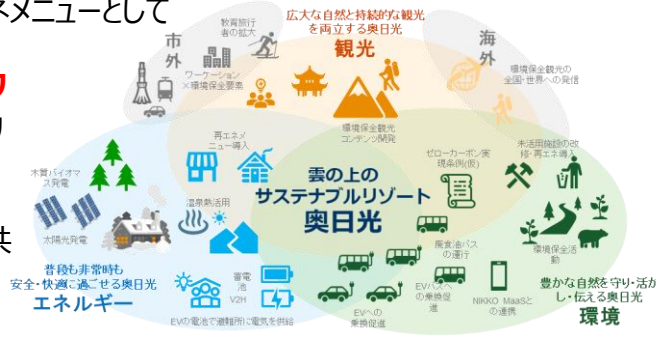 ネメニューとして
カ
リ
共
市外
教育旅行
者の拡大
ワーケーション
×環境保全要素
広大な自然と持続的な観光
を両立する奥日光
観光
海外
環境保全観光の
全国・世界への発信
環境保全観光
コンテンツ開発
再エネメ
ニュー導入
木質バイオマ
ス発電
太陽光発電
温泉熱活用
雲の上の
サステナブルリゾート
奥日光
ゼローカーボン実
現条例(仮)
未活用施設の改
修・再エネ導入
環境保全活
動
廃食油バス
の運行
普段も非常時も
安全・快適に過ごせる奥日光
エネルギー
蓄電
池
V2H
EVの電池で避難所に電気を供給
EVへの
乗換促進
EVバスへ
の乗換促
進
NIKKO MaaSと
の連携
豊かな自然を守り・活か
し・伝える奥日光
環境